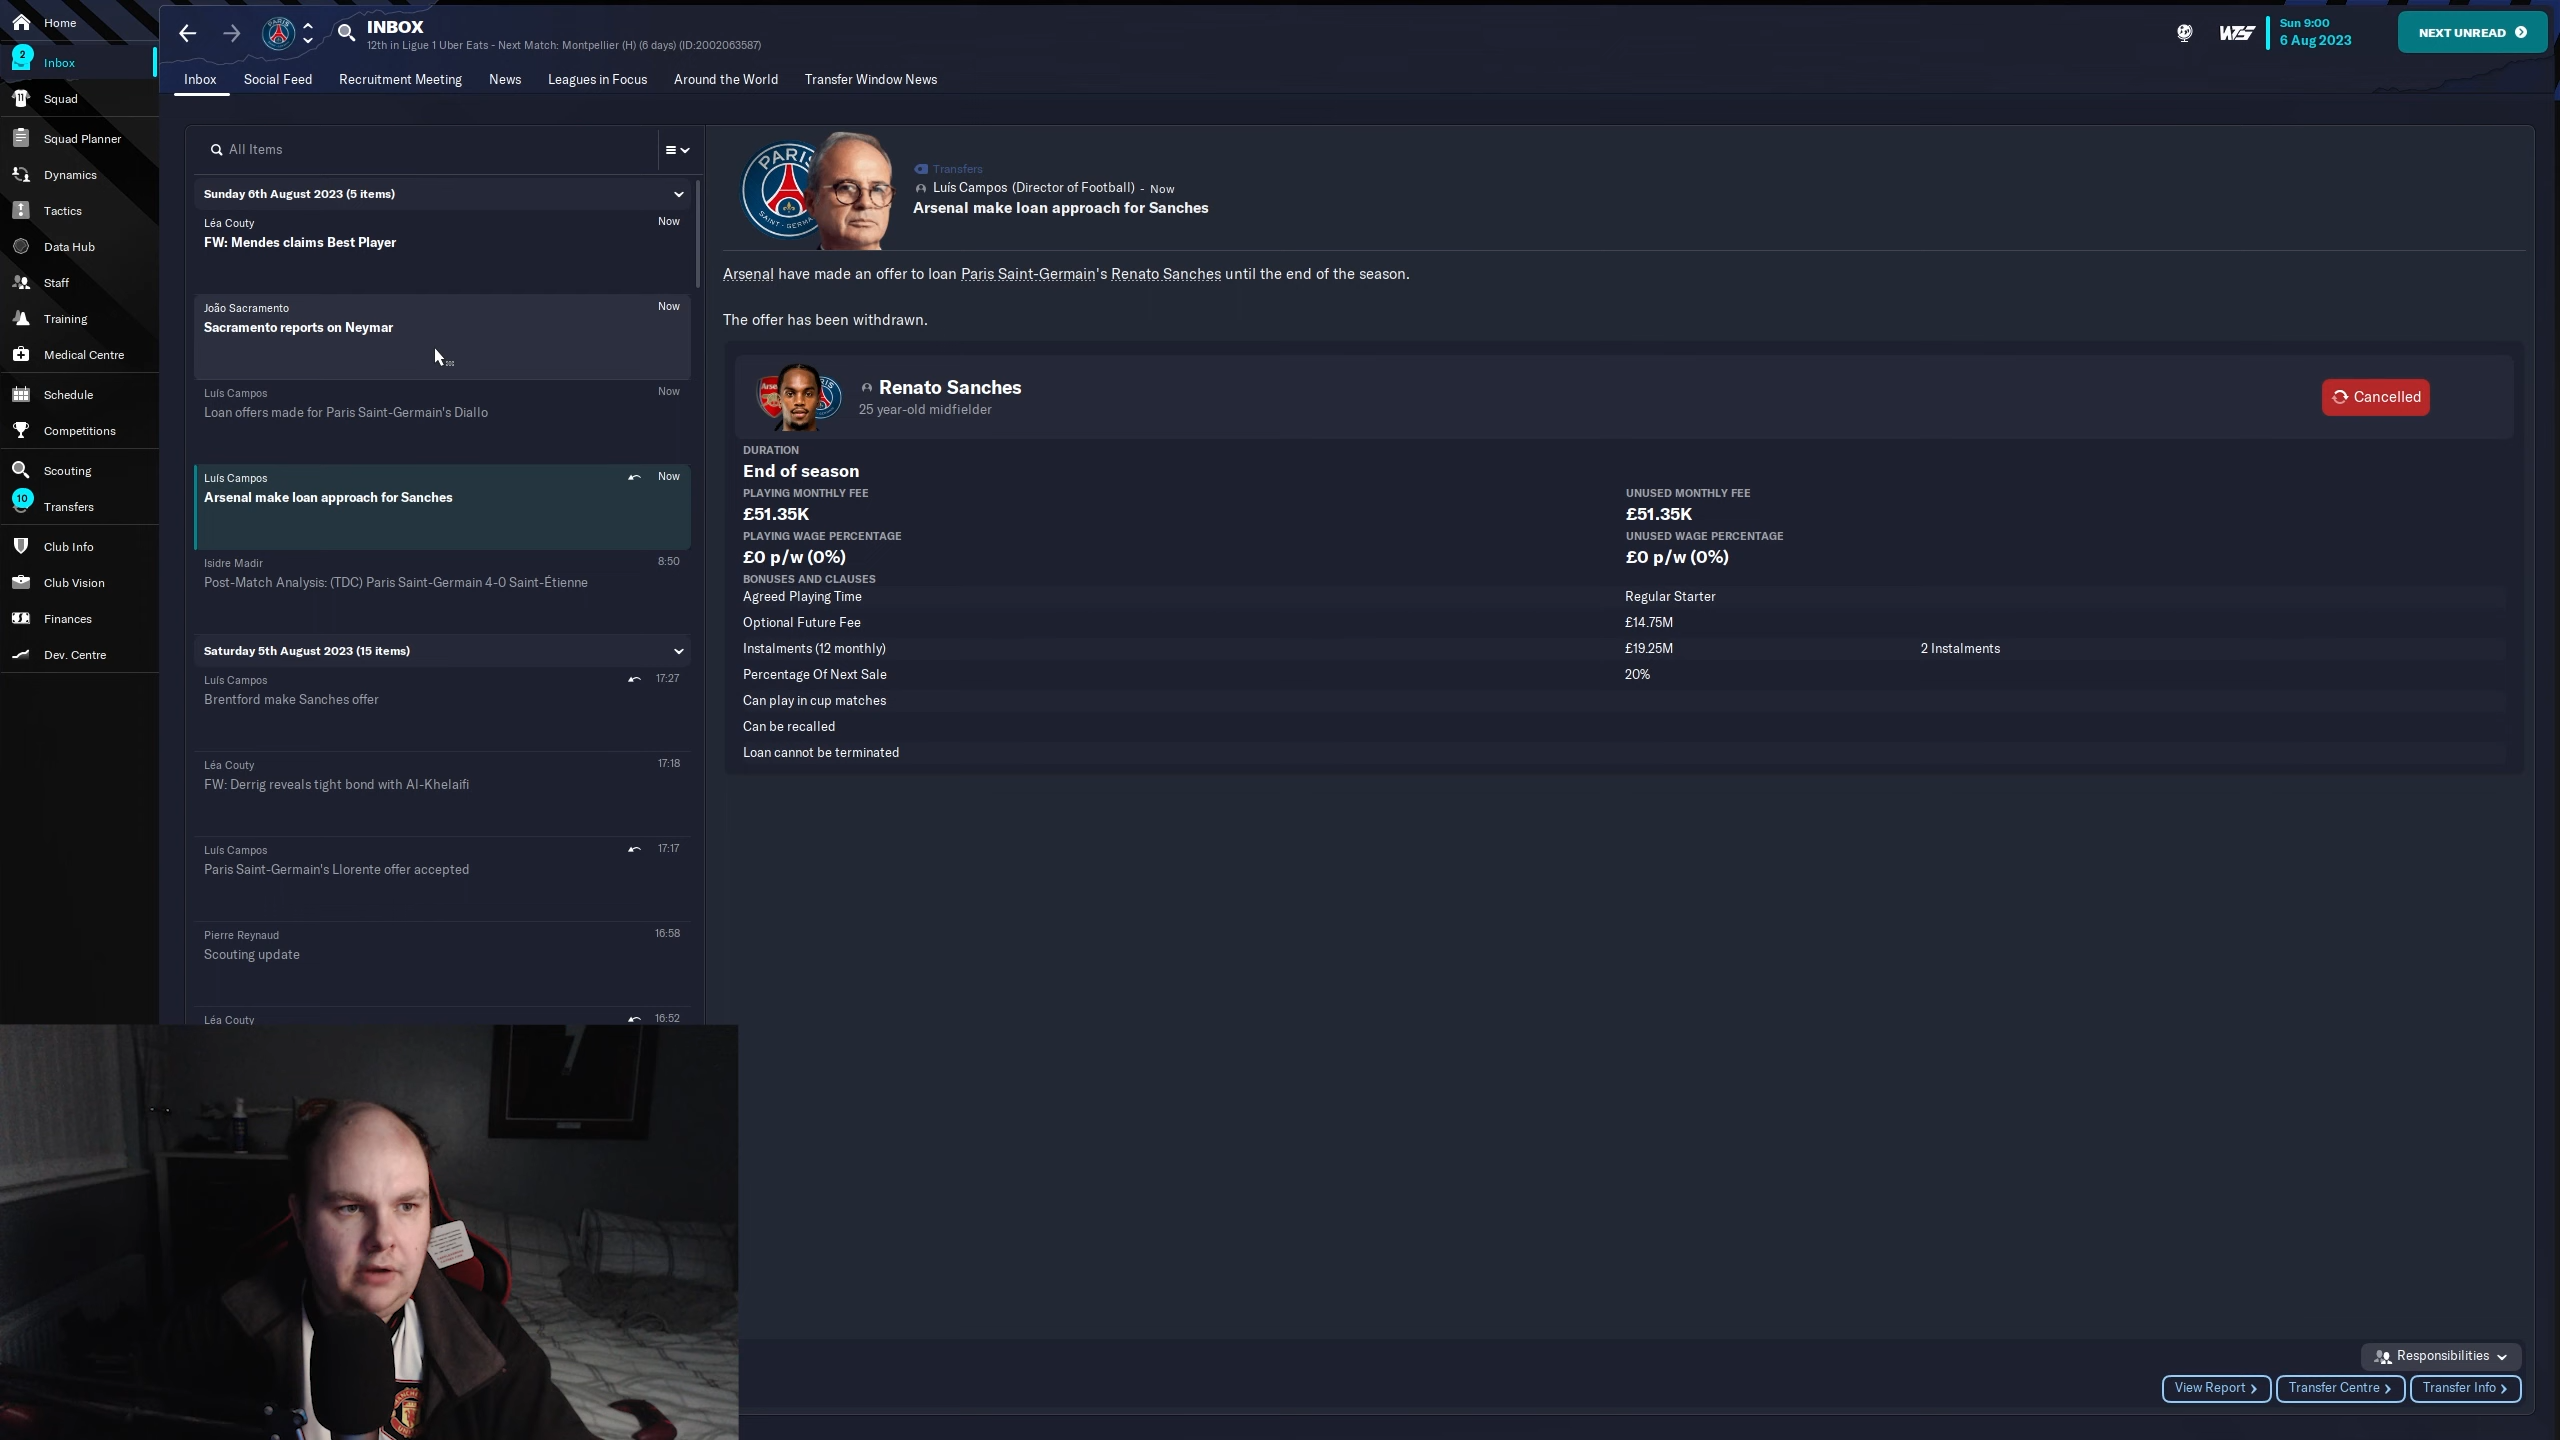 Home
2
Inbox
Squad
Squad Planner
Dynamics
Tactics
Data Hub
Staff
Training
Medical Centre
Schedule
Competitions
Scouting
10
Transfers
Club Info
Club Vision
Finances
Dev. Centre
INBOX
12th in Ligue 1 Uber Eats - Next Match: Montpellier (H) (6 days) (ID:2002063587)
Sun 9:00
6 Aug 2023
NEXT UNREAD
Inbox Social Feed Recruitment Meeting News Leagues in Focus Around the World Transfer Window News
All Items
Sunday 6th August 2023 (5 items)
Léa Couty Now
FW: Mendes claims Best Player
João Sacramento Now
Sacramento reports on Neymar
Luís Campos Now
Loan offers made for Paris Saint-Germain's Diallo
Luís Campos Now
Arsenal make loan approach for Sanches
Isidre Madir 8:50
Post-Match Analysis: (TDC) Paris Saint-Germain 4-0 Saint-Étienne
Saturday 5th August 2023 (15 items)
Luís Campos 17:27
Brentford make Sanches offer
Léa Couty 17:18
FW: Derrig reveals tight bond with Al-Khelaifi
Luís Campos 17:17
Paris Saint-Germain's Llorente offer accepted
Pierre Reynaud 16:58
Scouting update
Léa Couty 16:52
Transfers
Luís Campos (Director of Football) - Now
Arsenal make loan approach for Sanches
Arsenal have made an offer to loan Paris Saint-Germain's Renato Sanches until the end of the season.
The offer has been withdrawn.
Renato Sanches
25 year-old midfielder
Cancelled
DURATION
End of season
PLAYING MONTHLY FEE UNUSED MONTHLY FEE
£51.35K £51.35K
PLAYING WAGE PERCENTAGE UNUSED WAGE PERCENTAGE
£0 p/w (0%) £0 p/w (0%)
BONUSES AND CLAUSES
Agreed Playing Time Regular Starter
Optional Future Fee £14.75M
Instalments (12 monthly) £19.25M 2 Instalments
Percentage Of Next Sale 20%
Can play in cup matches
Can be recalled
Loan cannot be terminated
Responsibilities
View Report Transfer Centre Transfer Info